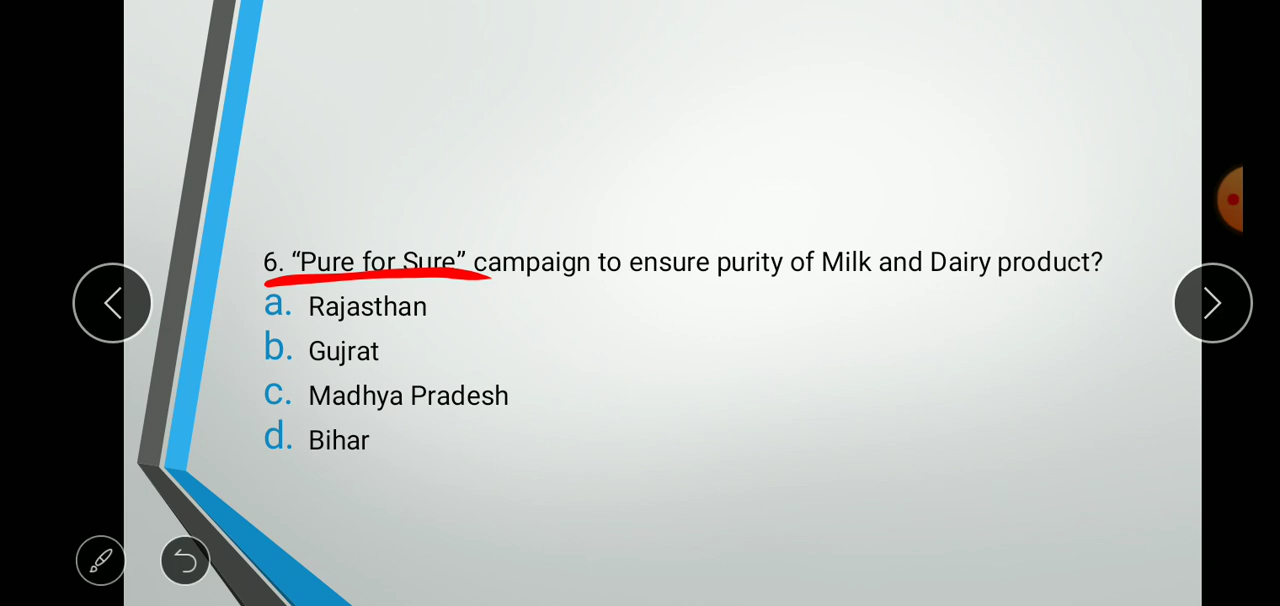 6. “Pure for Sure” campaign to ensure purity of Milk and Dairy product?
a. Rajasthan
b. Gujrat
c. Madhya Pradesh
d. Bihar